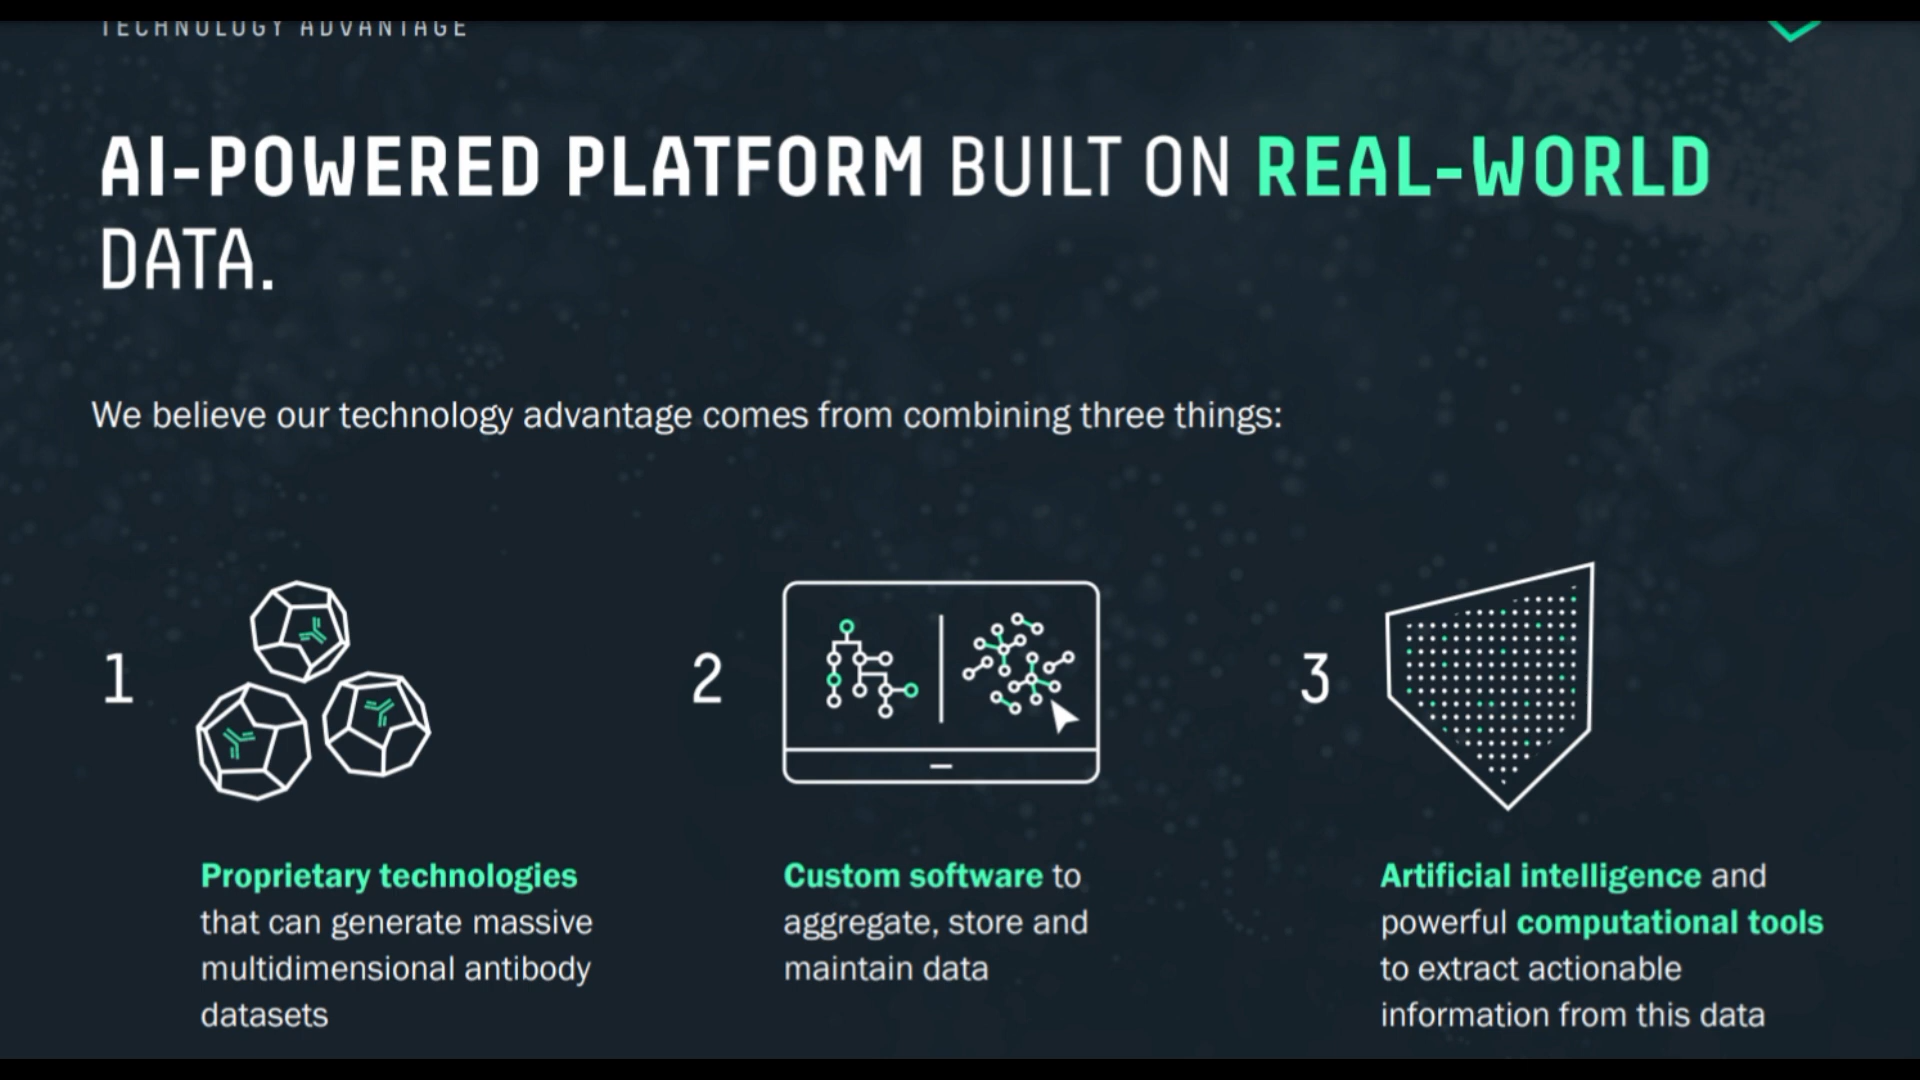 TECHNOLOGY ADVANTAGE
AI-POWERED PLATFORM BUILT ON REAL-WORLD
DATA.
We believe our technology advantage comes from combining three things:
1
2
3
Proprietary technologies
that can generate massive
multidimensional antibody
datasets
Custom software to
aggregate, store and
maintain data
Artificial intelligence and
powerful computational tools
to extract actionable
information from this data